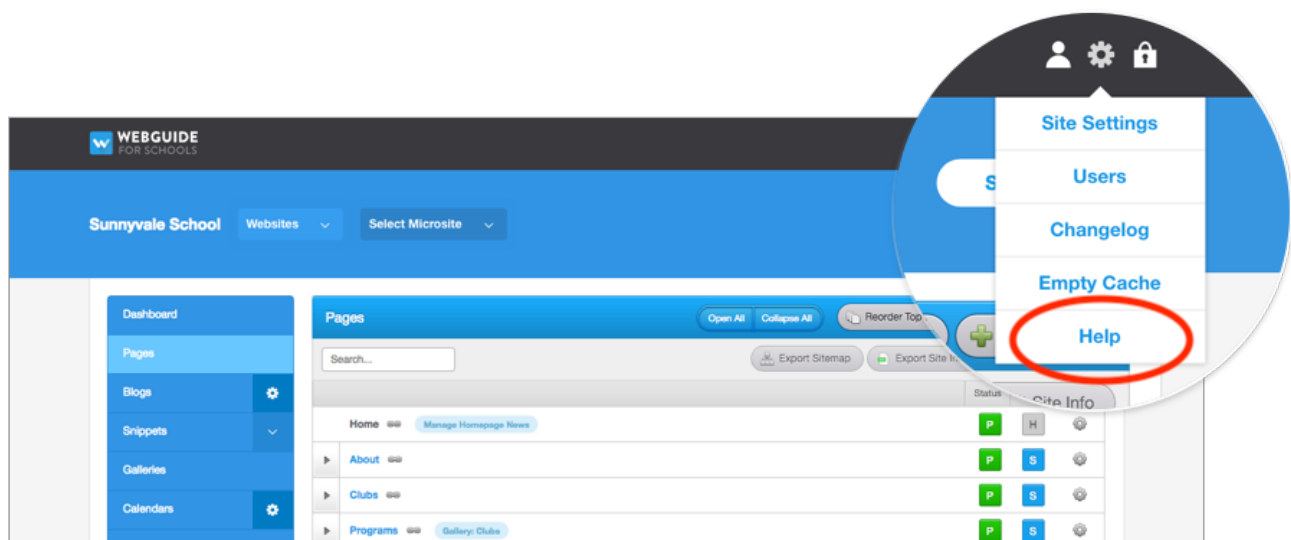 WEBGUIDE
FOR SCHOOLS
Site Settings
Users
Changelog
Empty Cache
Help
S
Sunnyvale School
Websites
Select Microsite
Dashboard
Pages
Blogs
Snippets
Galleries
Calendars
Pages
Open All
Collapse All
Reorder Top
Search...
Export Sitemap
Export Site In
Site Info
Status
Home
Manage Homepage News
P
H
About
P
S
Clubs
P
S
Programs
Gallery: Clubs
P
S